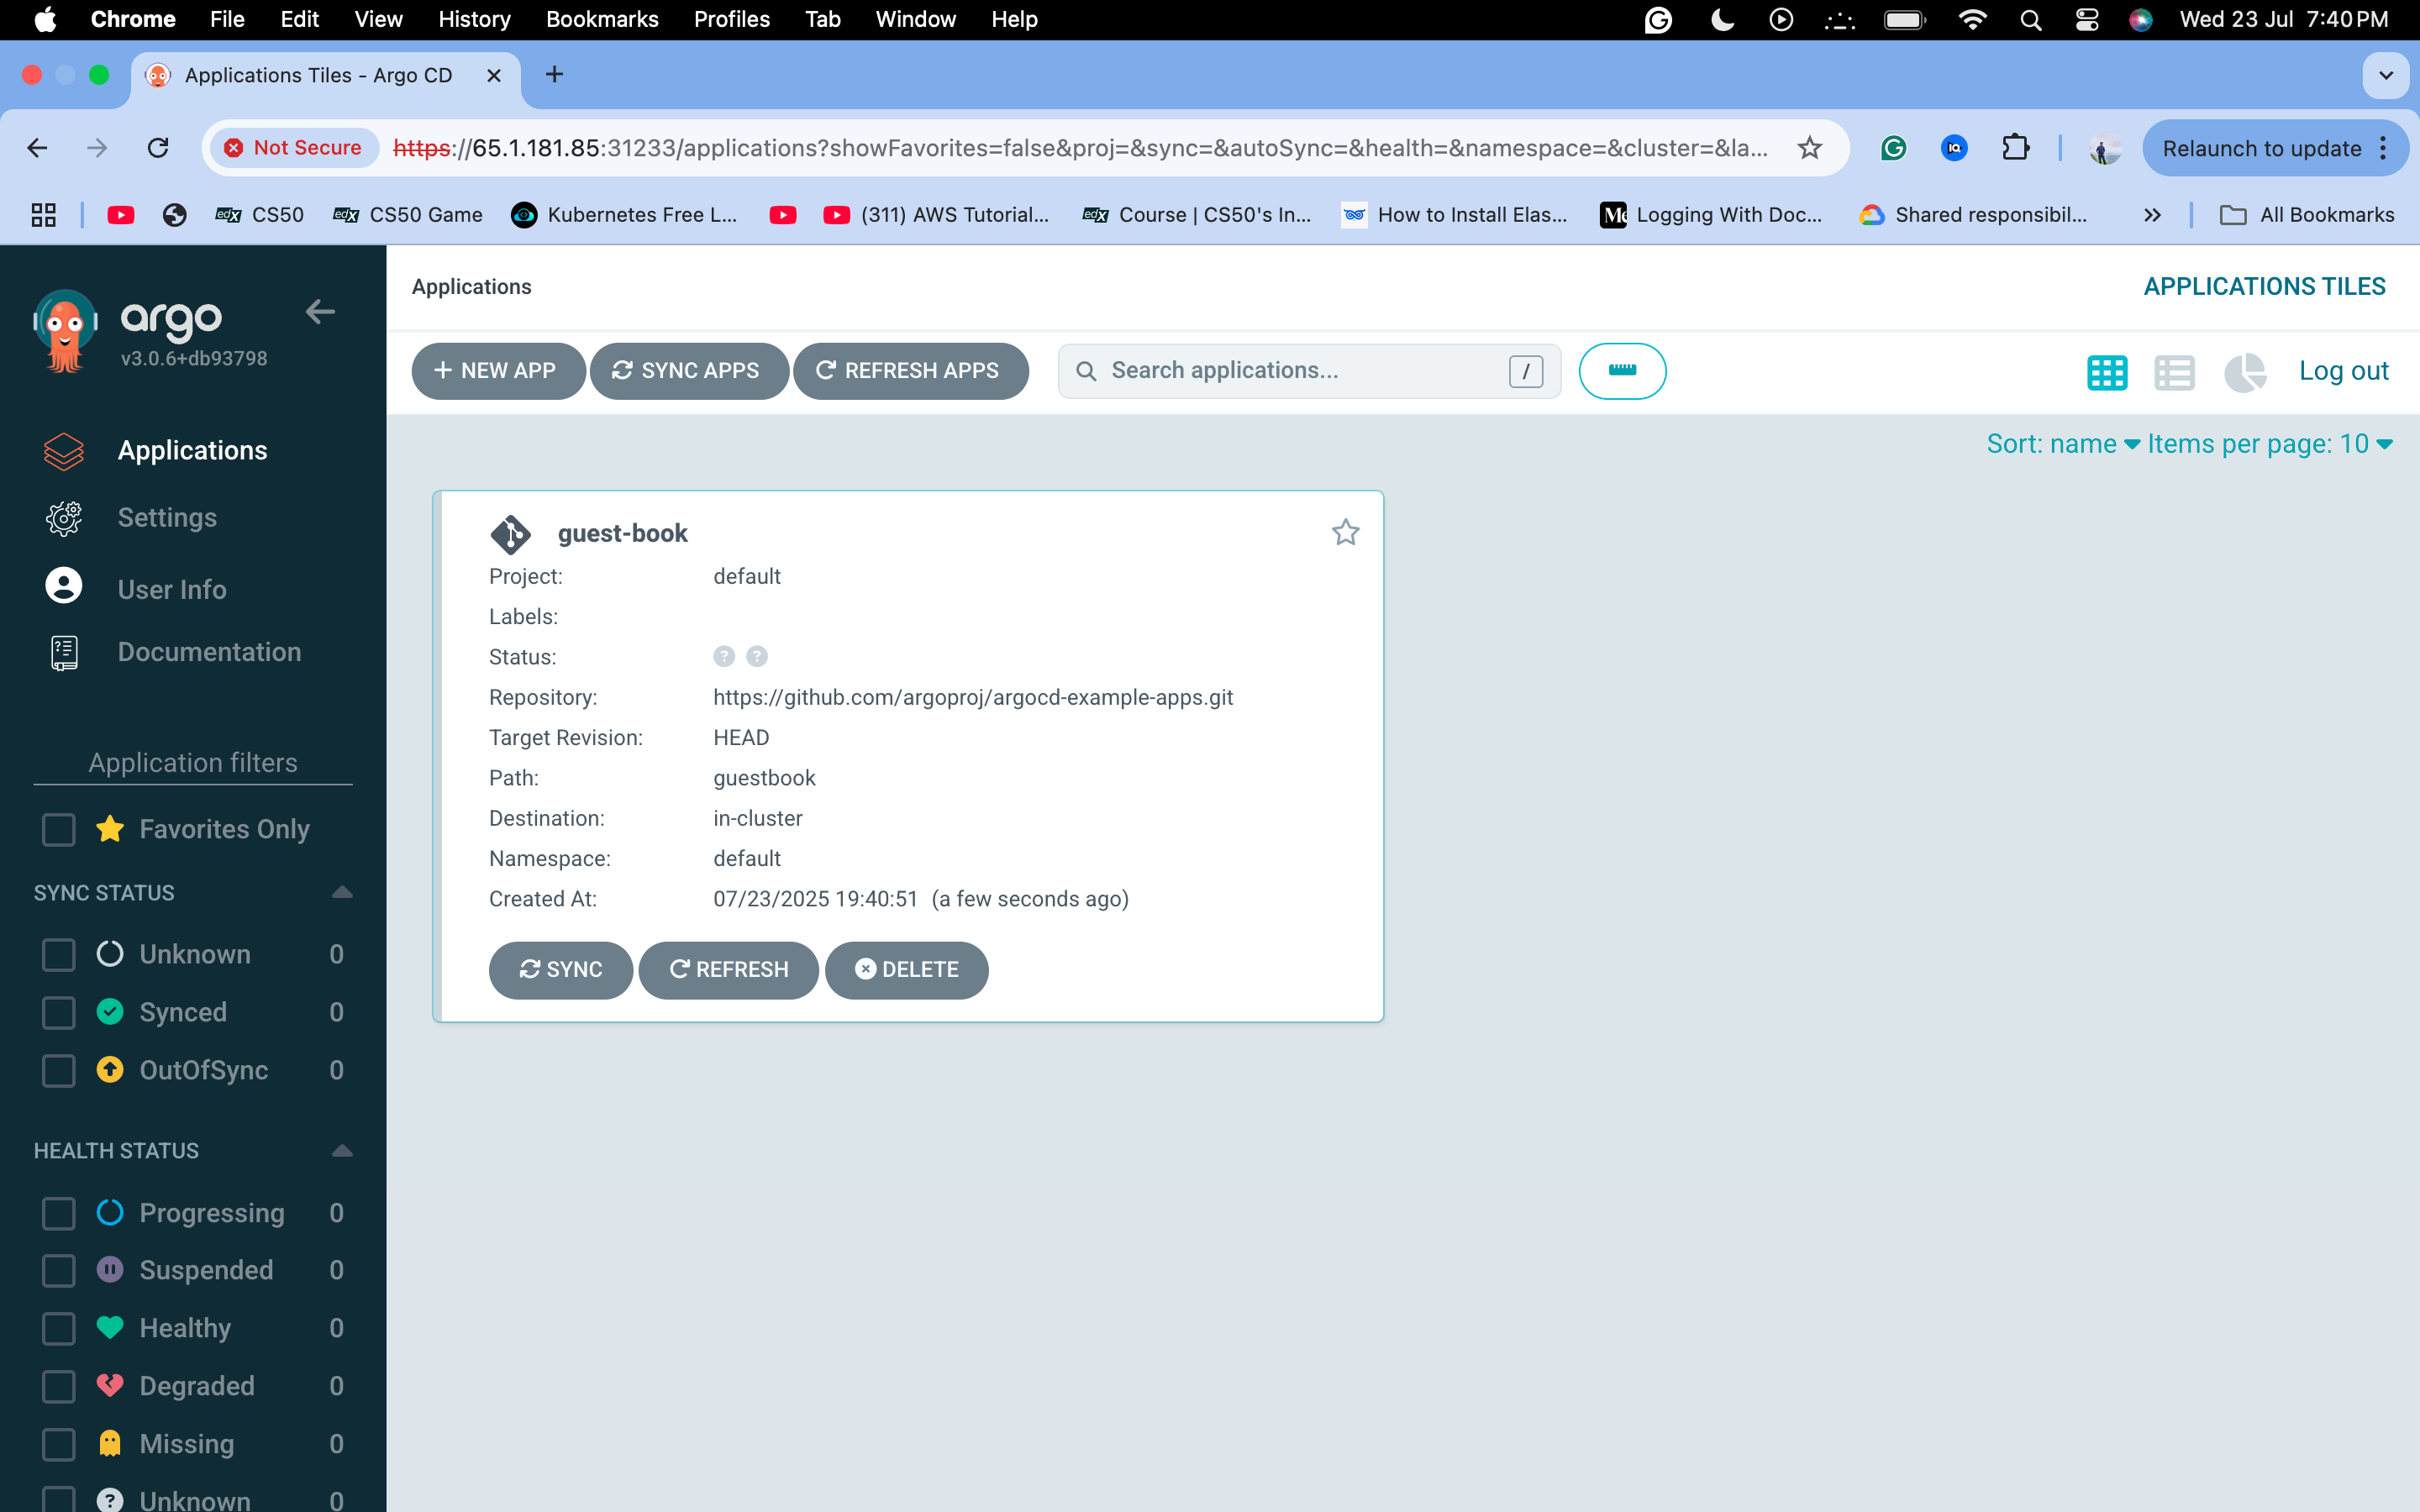 Chrome File Edit View History Bookmarks Profiles Tab Window Help Wed 23 Jul 7:40 PM
Applications Tiles - Argo CD
Not Secure https://65.1.181.85:31233/applications?showFavorites=false&proj=&sync=&autoSync=&health=&namespace=&cluster=&la... Relaunch to update
edX CS50 edX CS50 Game Kubernetes Free L... (311) AWS Tutorial... edX Course | CS50's In... How to Install Elas... Logging With Doc... Shared responsibil... » All Bookmarks
argo
v3.0.6+db93798
Applications
Settings
User Info
Documentation
Application filters
Favorites Only
SYNC STATUS
Unknown 0
Synced 0
OutOfSync 0
HEALTH STATUS
Progressing 0
Suspended 0
Healthy 0
Degraded 0
Missing 0
Unknown 0
Applications APPLICATIONS TILES
+ NEW APP SYNC APPS REFRESH APPS Search applications... / Log out
Sort: name Items per page: 10
guest-book
Project: default
Labels:
Status: ? ?
Repository: https://github.com/argoproj/argocd-example-apps.git
Target Revision: HEAD
Path: guestbook
Destination: in-cluster
Namespace: default
Created At: 07/23/2025 19:40:51 (a few seconds ago)
SYNC REFRESH DELETE